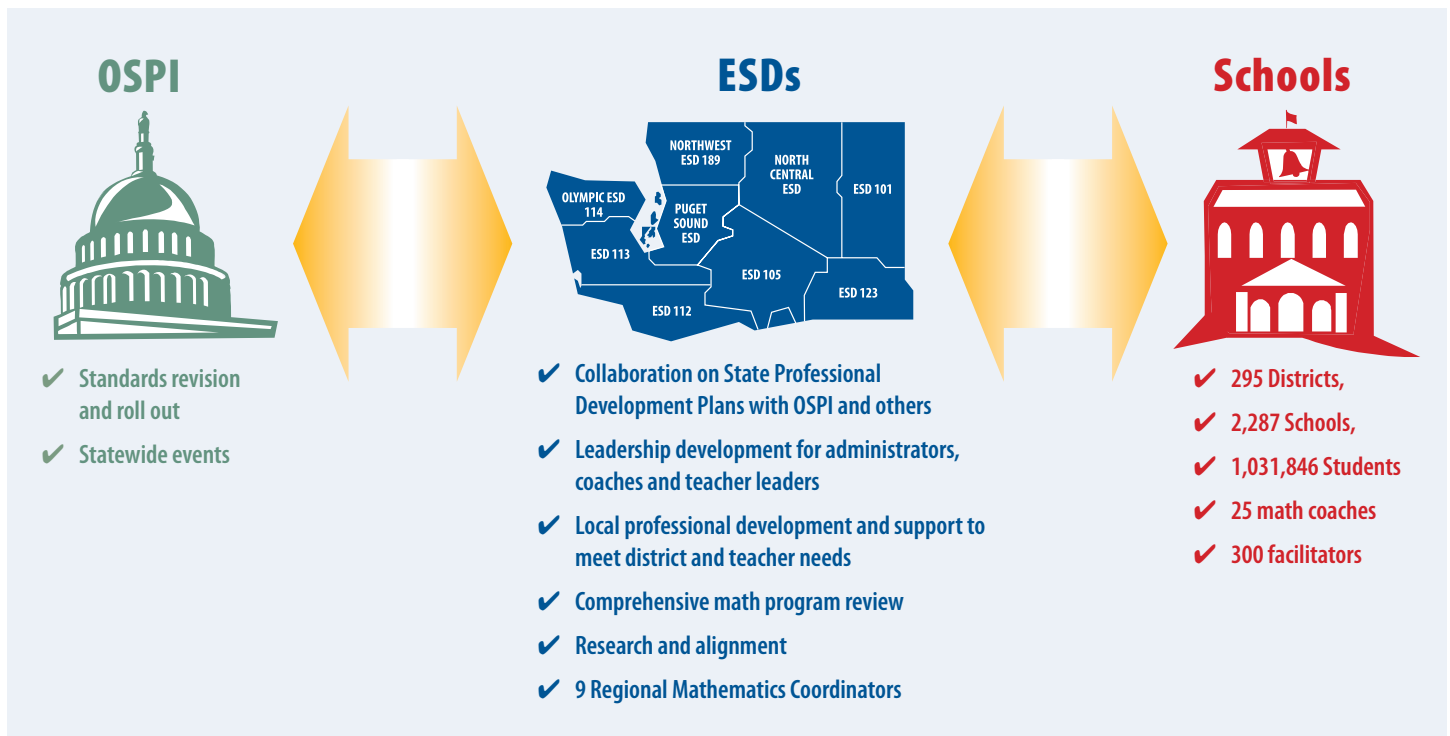 OSPI
✔ Standards revision
and roll out
✔ Statewide events
ESDs
NORTHWEST
ESD 189
NORTH
CENTRAL
ESD
ESD 101
OLYMPIC ESD
114
PUGET
SOUND
ESD
ESD 113
ESD 105
ESD 123
ESD 112
✔ Collaboration on State Professional
Development Plans with OSPI and others
✔ Leadership development for administrators,
coaches and teacher leaders
✔ Local professional development and support to
meet district and teacher needs
✔ Comprehensive math program review
✔ Research and alignment
✔ 9 Regional Mathematics Coordinators
Schools
✔ 295 Districts,
✔ 2,287 Schools,
✔ 1,031,846 Students
✔ 25 math coaches
✔ 300 facilitators